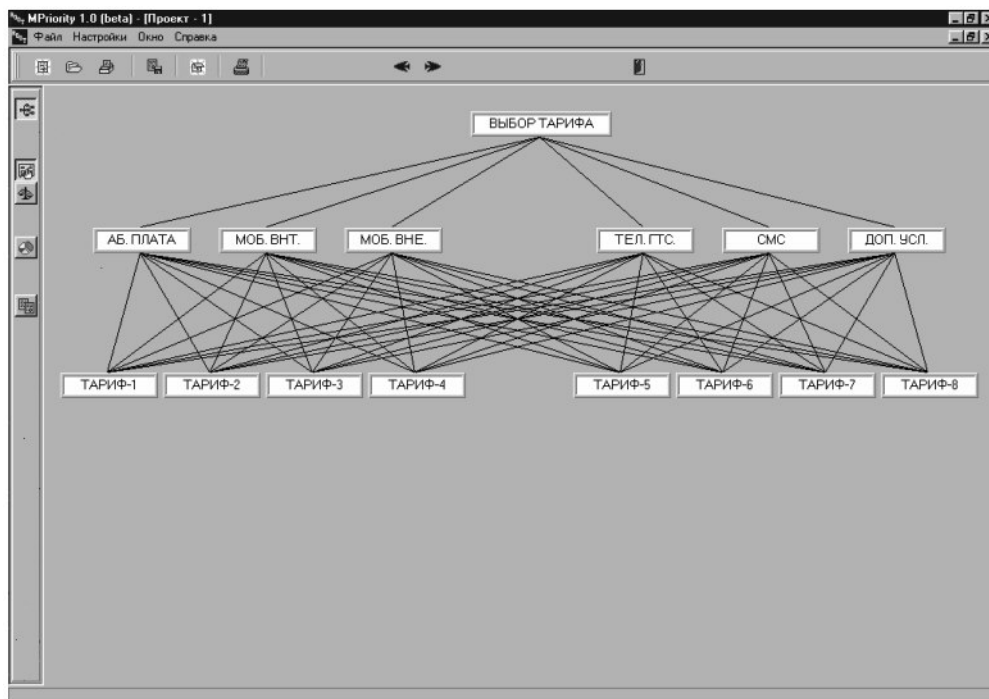 MPriority 1.0 (beta) - [Проект - 1]
Файл Настройки Окно Справка
ВЫБОР ТАРИФА
АБ. ПЛАТА МОБ. ВНТ. МОБ. ВНЕ. ТЕЛ. ГТС. СМС ДОП. УСЛ.
ТАРИФ-1 ТАРИФ-2 ТАРИФ-3 ТАРИФ-4 ТАРИФ-5 ТАРИФ-6 ТАРИФ-7 ТАРИФ-8